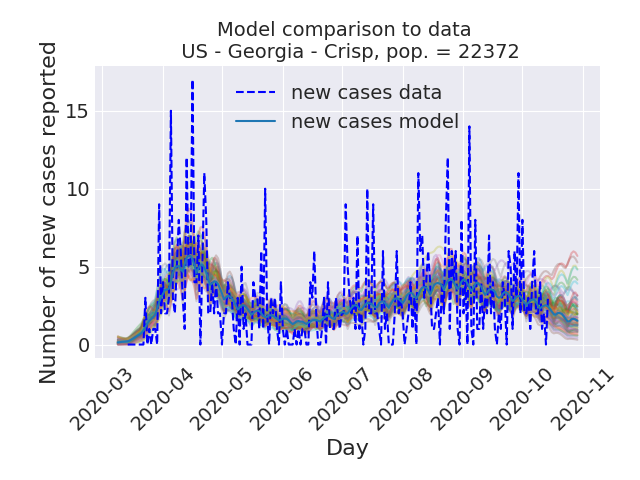 Model comparison to data
US - Georgia - Crisp, pop. = 22372
new cases data
new cases model
Number of new cases reported
15
10
5
0
2020-03
2020-04
2020-05
2020-06
2020-07
2020-08
2020-09
2020-10
2020-11
Day